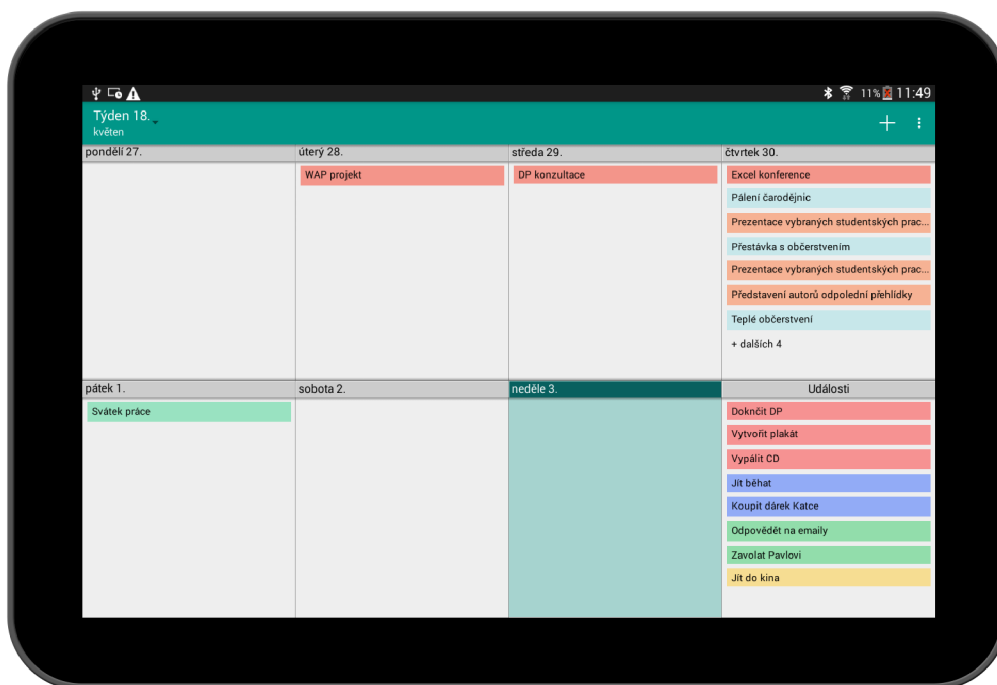 11% 11:49
Týden 18.
květen
pondělí 27.
úterý 28.
středa 29.
čtvrtek 30.
WAP projekt
DP konzultace
Excel konference
Pálení čarodějnic
Prezentace vybraných studentských prac...
Přestávka s občerstvením
Prezentace vybraných studentských prac...
Představení autorů odpolední přehlídky
Teplé občerstvení
+ dalších 4
pátek 1.
sobota 2.
neděle 3.
Události
Svátek práce
Doknčit DP
Vytvořit plakát
Vypálit CD
Jít běhat
Koupit dárek Katce
Odpovědět na emaily
Zavolat Pavlovi
Jít do kina